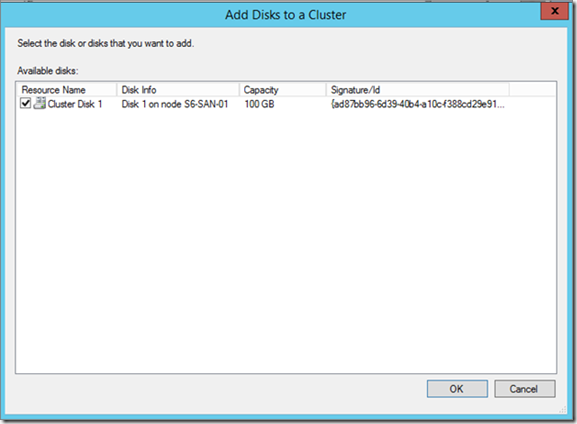 Add Disks to a Cluster
x
Select the disk or disks that you want to add.
Available disks:
Resource Name Disk Info Capacity Signature/Id
Cluster Disk 1 Disk 1 on node S6-SAN-01 100 GB {ad87bb96-6d39-40b4-a10c-f388cd29e91...
OK Cancel